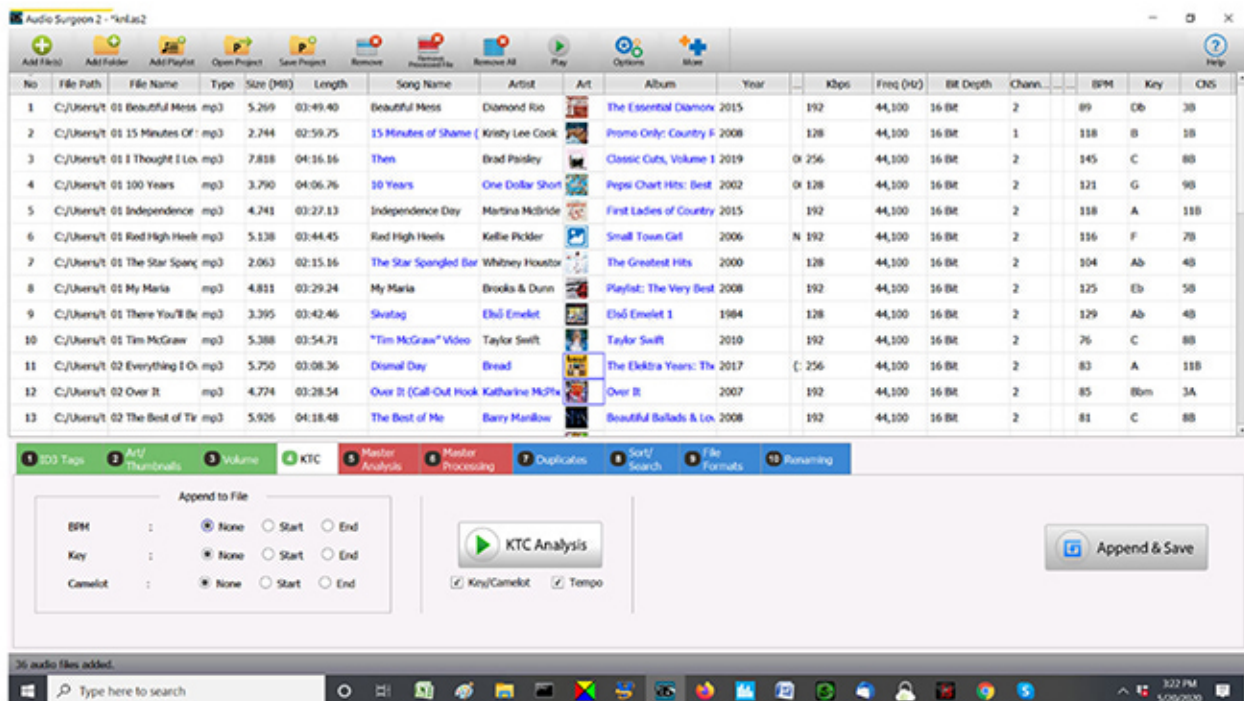 Audio Surgeon 2 - *knl.as2
Add File(s) Add Folder Add Playlist Open Project Save Project Remove Remove Processed File Remove All Play Options More Help
No File Path File Name Type Size (MB) Length Song Name Artist Art Album Year ... Kbps Freq (Hz) Bit Depth Chann... ... ... BPM Key CNS
1 C:/Users/t 01 Beautiful Mess mp3 5.269 03:49.40 Beautiful Mess Diamond Rio The Essential Diamon 2015 192 44,100 16 Bit 2 89 Db 3B
2 C:/Users/t 01 15 Minutes Of mp3 2.744 02:59.75 15 Minutes of Shame ( Kristy Lee Cook Promo Only: Country 2008 128 44,100 16 Bit 1 118 B 1B
3 C:/Users/t 01 I Thought I Lov mp3 7.818 04:16.16 Then Brad Paisley Classic Cuts, Volume 1 2019 256 44,100 16 Bit 2 145 C 8B
4 C:/Users/t 01 100 Years mp3 3.790 04:06.76 10 Years One Dollar Short Pepsi Chart Hits: Best 2002 128 44,100 16 Bit 2 121 G 9B
5 C:/Users/t 01 Independence mp3 4.741 03:27.13 Independence Day Martina McBride First Ladies of Country 2015 192 44,100 16 Bit 2 118 A 11B
6 C:/Users/t 01 Red High Heels mp3 5.138 03:44.45 Red High Heels Kellie Pickler Small Town Girl 2006 N 192 44,100 16 Bit 2 116 F 7B
7 C:/Users/t 01 The Star Spang mp3 2.063 02:15.16 The Star Spangled Ban Whitney Houston The Greatest Hits 2000 128 44,100 16 Bit 2 104 Ab 4B
8 C:/Users/t 01 My Maria mp3 4.811 03:29.24 My Maria Brooks & Dunn Playlist: The Very Best 2008 192 44,100 16 Bit 2 125 Eb 5B
9 C:/Users/t 01 There You'll Be mp3 3.395 03:42.46 Sivatag Első Emelet Első Emelet 1 1984 128 44,100 16 Bit 2 129 Ab 4B
10 C:/Users/t 01 Tim McGraw mp3 5.388 03:54.71 "Tim McGraw" Video Taylor Swift Taylor Swift 2010 192 44,100 16 Bit 2 76 C 8B
11 C:/Users/t 02 Everything I Ow mp3 5.750 03:08.36 Dismal Day Bread The Elektra Years: The 2017 256 44,100 16 Bit 2 83 A 11B
12 C:/Users/t 02 Over It mp3 4.774 03:28.54 Over It (Call-Out Hook Katharine McPhe Over It 2007 192 44,100 16 Bit 2 85 Bbm 3A
13 C:/Users/t 02 The Best of Tim mp3 5.926 04:18.48 The Best of Me Barry Manilow Beautiful Ballads & Lov 2008 192 44,100 16 Bit 2 81 C 8B
1 ID3 Tags 2 Art/ Thumbnails 3 Volume 4 KTC 5 Master Analysis 6 Master Processing 7 Duplicates 8 Sort/ Search 9 File Formats 10 Renaming
Append to File
BPM : None Start End
Key : None Start End
Camelot : None Start End
KTC Analysis
Key/Camelot Tempo
Append & Save
36 audio files added.
Type here to search
3:22 PM
5/20/2020